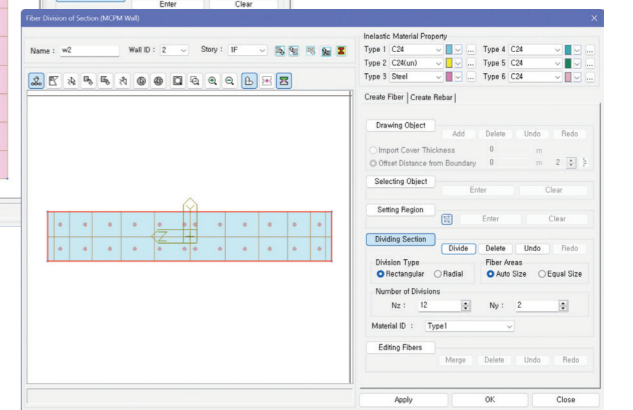 Enter Clear
Fiber Division of Section (MCPM Wall)
Name : w2 Wall ID : 2 Story : 1F
Inelastic Material Property
Type 1 C24 ... Type 4 C24 ...
Type 2 C24(un) ... Type 5 C24 ...
Type 3 Steel ... Type 6 C24 ...
Create Fiber Create Rebar
Drawing Object Add Delete Undo Redo
Import Cover Thickness 0 m
Offset Distance from Boundary 0 m 2
Selecting Object
Enter Clear
Setting Region
Enter Clear
Dividing Section
Divide Delete Undo Redo
Division Type Fiber Areas
Rectangular Radial Auto Size Equal Size
Number of Divisions
Nz : 12 Ny : 2
Material ID : Type1
Editing Fibers
Merge Delete Undo Redo
Apply OK Close